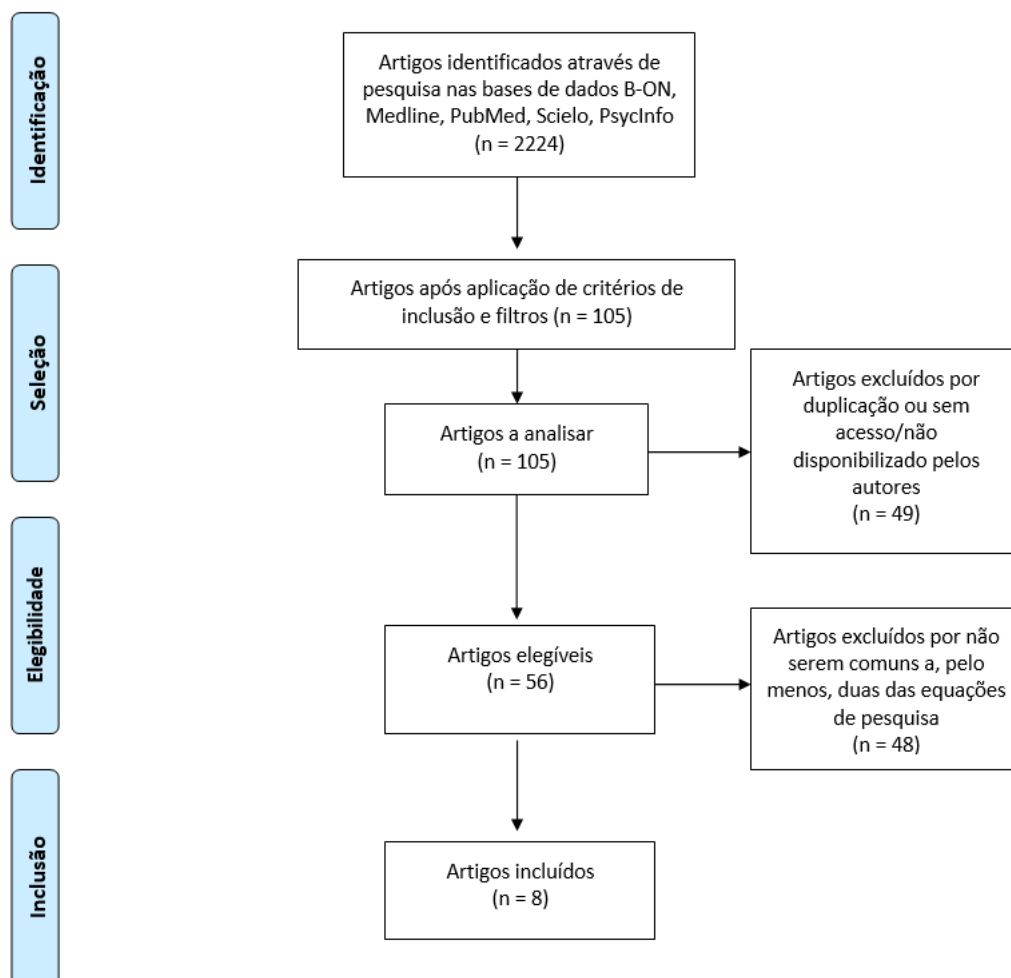 Identificação
Artigos identificados através de
pesquisa nas bases de dados B-ON,
Medline, PubMed, Scielo, PsycInfo
(n = 2224)
Seleção
Artigos após aplicação de critérios de
inclusão e filtros (n = 105)
Artigos a analisar
(n = 105)
Artigos excluídos por
duplicação ou sem
acesso/não
disponibilizado pelos
autores
(n = 49)
Elegibilidade
Artigos elegíveis
(n = 56)
Artigos excluídos por não
serem comuns a, pelo
menos, duas das equações
de pesquisa
(n = 48)
Inclusão
Artigos incluídos
(n = 8)